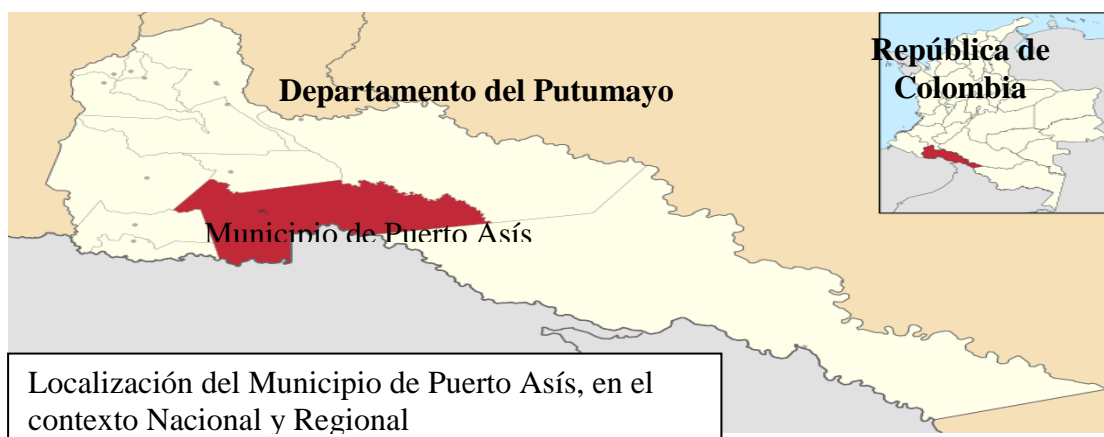 República de
Colombia
Departamento del Putumayo
Municipio de Puerto Asís
Localización del Municipio de Puerto Asís, en el
contexto Nacional y Regional